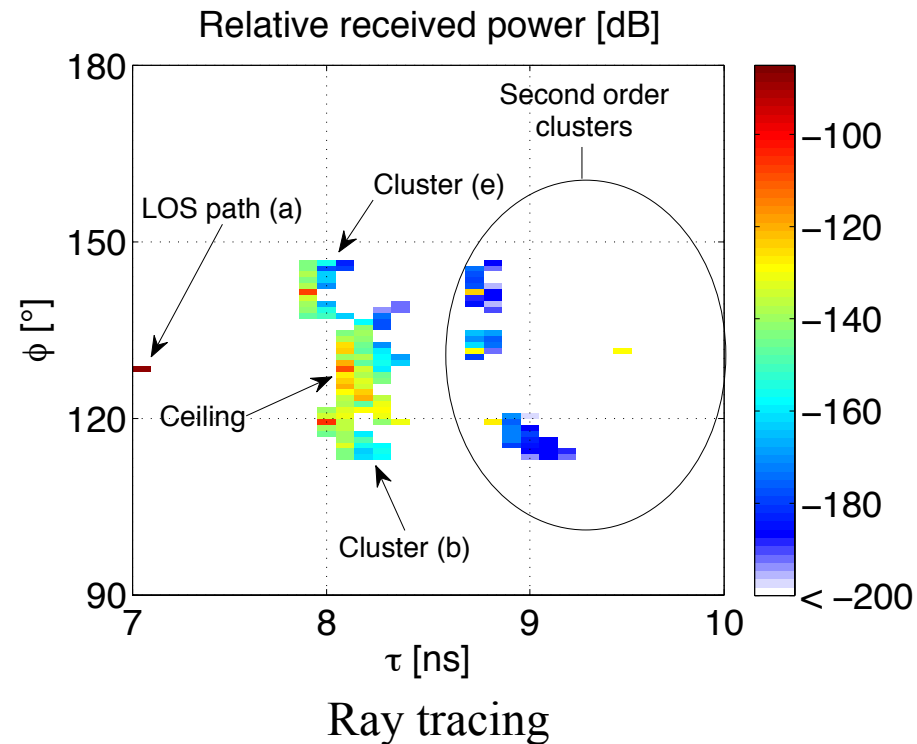 Relative received power [dB]
180
150
120
90
ϕ [°]
Second order
clusters
Cluster (e)
LOS path (a)
Ceiling
Cluster (b)
7
8
9
10
τ [ns]
−100
−120
−140
−160
−180
< −200
Ray tracing